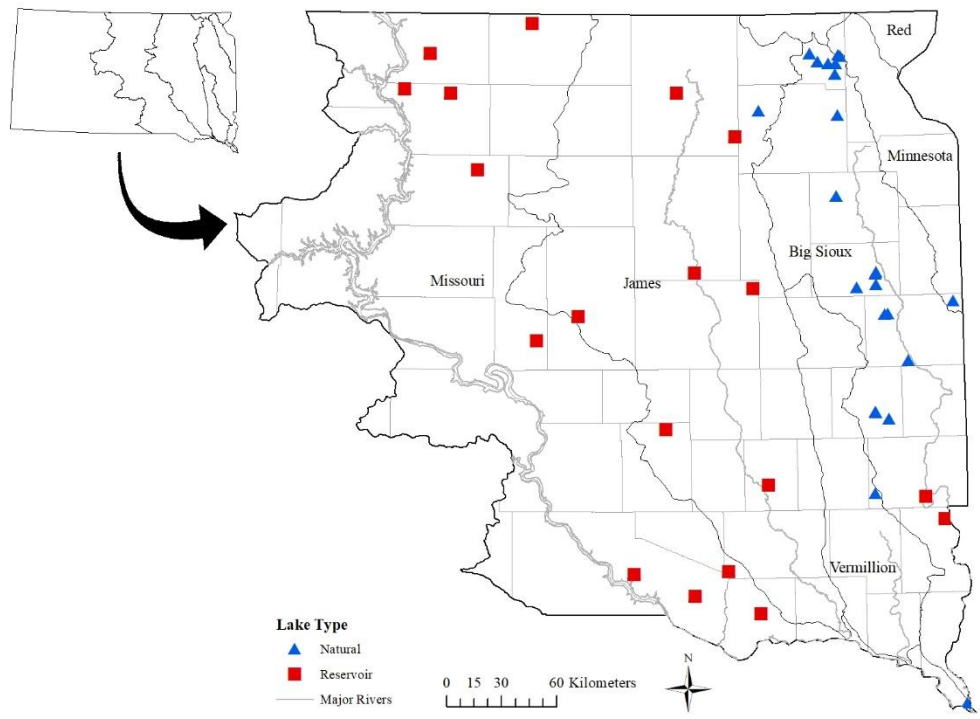 Red
Minnesota
Big Sioux
Missouri
James
Vermillion
Lake Type
Natural
Reservoir
Major Rivers
0 15 30 60 Kilometers
N